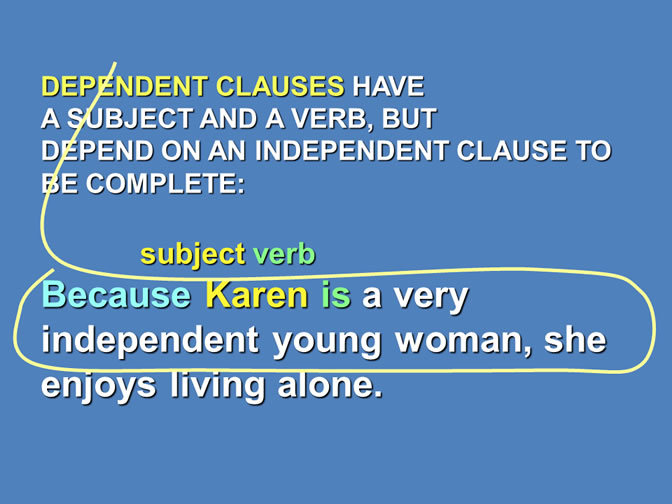 DEPENDENT CLAUSES HAVE
A SUBJECT AND A VERB, BUT
DEPEND ON AN INDEPENDENT CLAUSE TO
BE COMPLETE:
subject verb
Because Karen is a very
independent young woman, she
enjoys living alone.